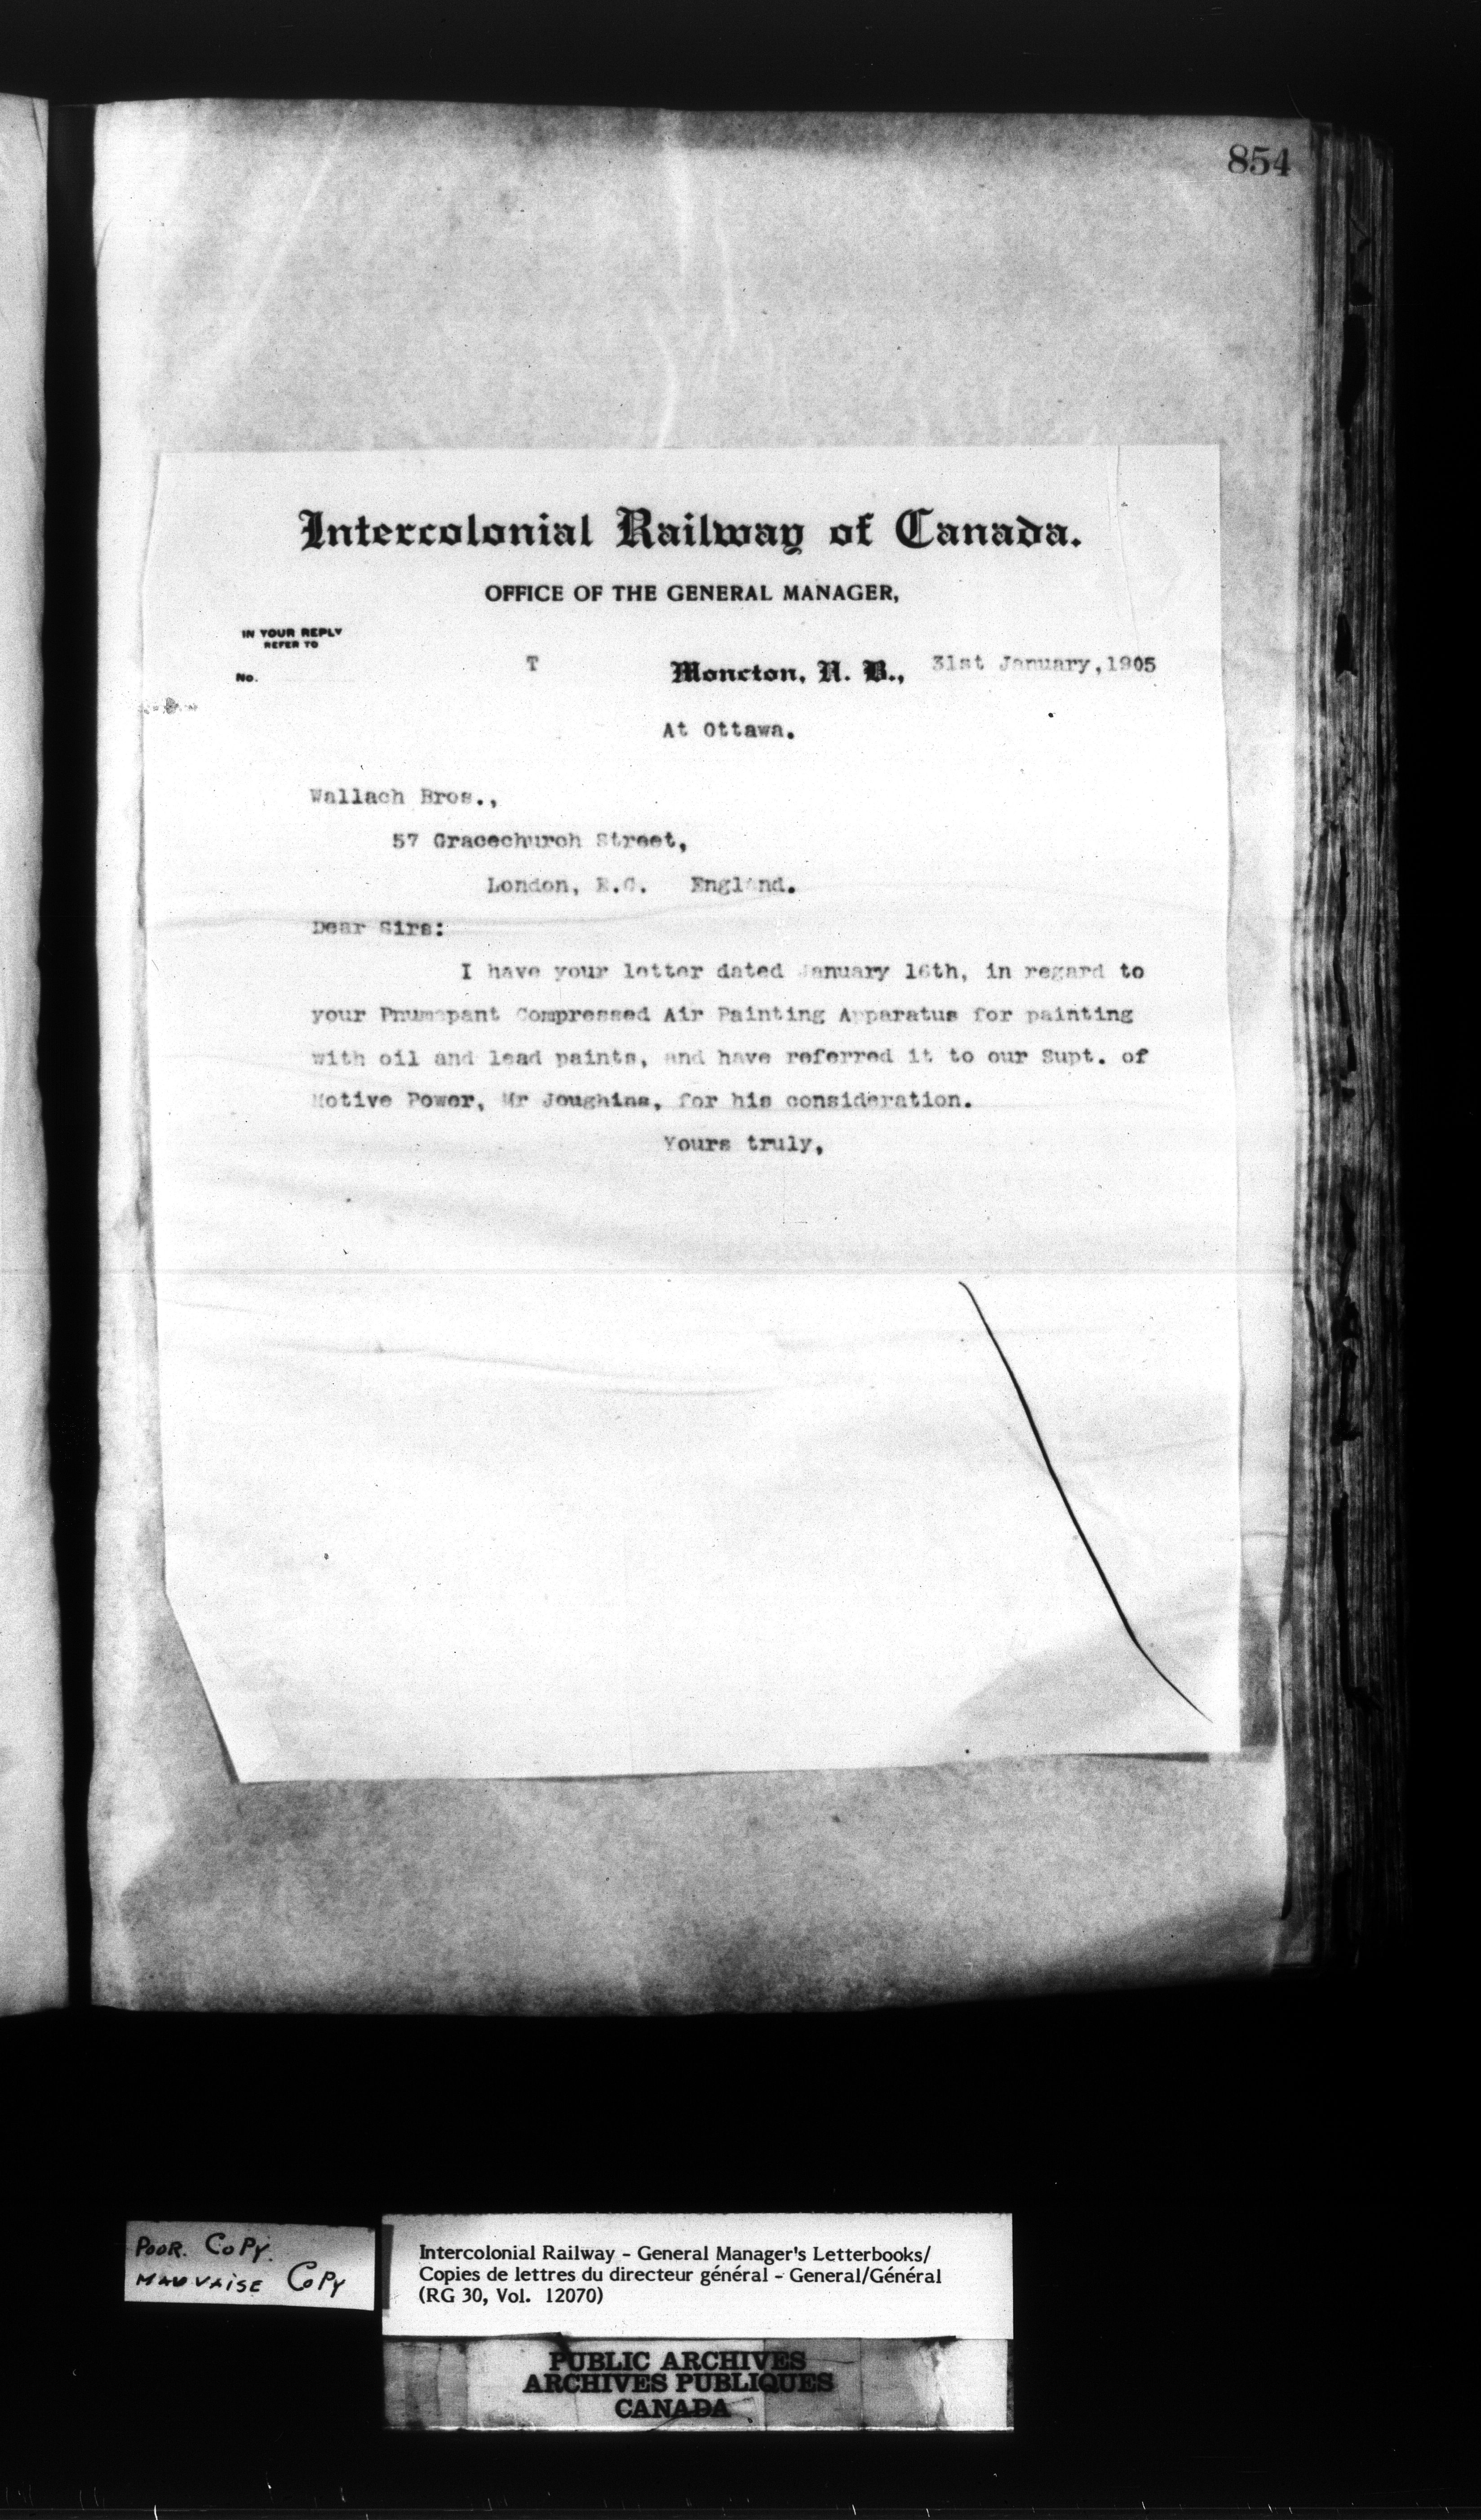 854
Intercolonial Railway of Canada.
OFFICE OF THE GENERAL MANAGER,
IN YOUR REPLY
REFER TO
No.
T
Moncton, N. B., 31st January, 1905
At Ottawa.
Wallach Bros.,
57 Gracechurch Street,
London, E.C. England.
Dear Sirs:
I have your letter dated January 16th, in regard to
your Compressed Air Painting Apparatus for painting
with oil and lead paints, and have referred it to our Supt. of
Motive Power, Mr Joughins, for his consideration.
Yours truly,
POOR. COPY.
MAUVAISE COPY
Intercolonial Railway - General Manager's Letterbooks/
Copies de lettres du directeur général - General/Général
(RG 30, Vol. 12070)
PUBLIC ARCHIVES
ARCHIVES PUBLIQUES
CANADA